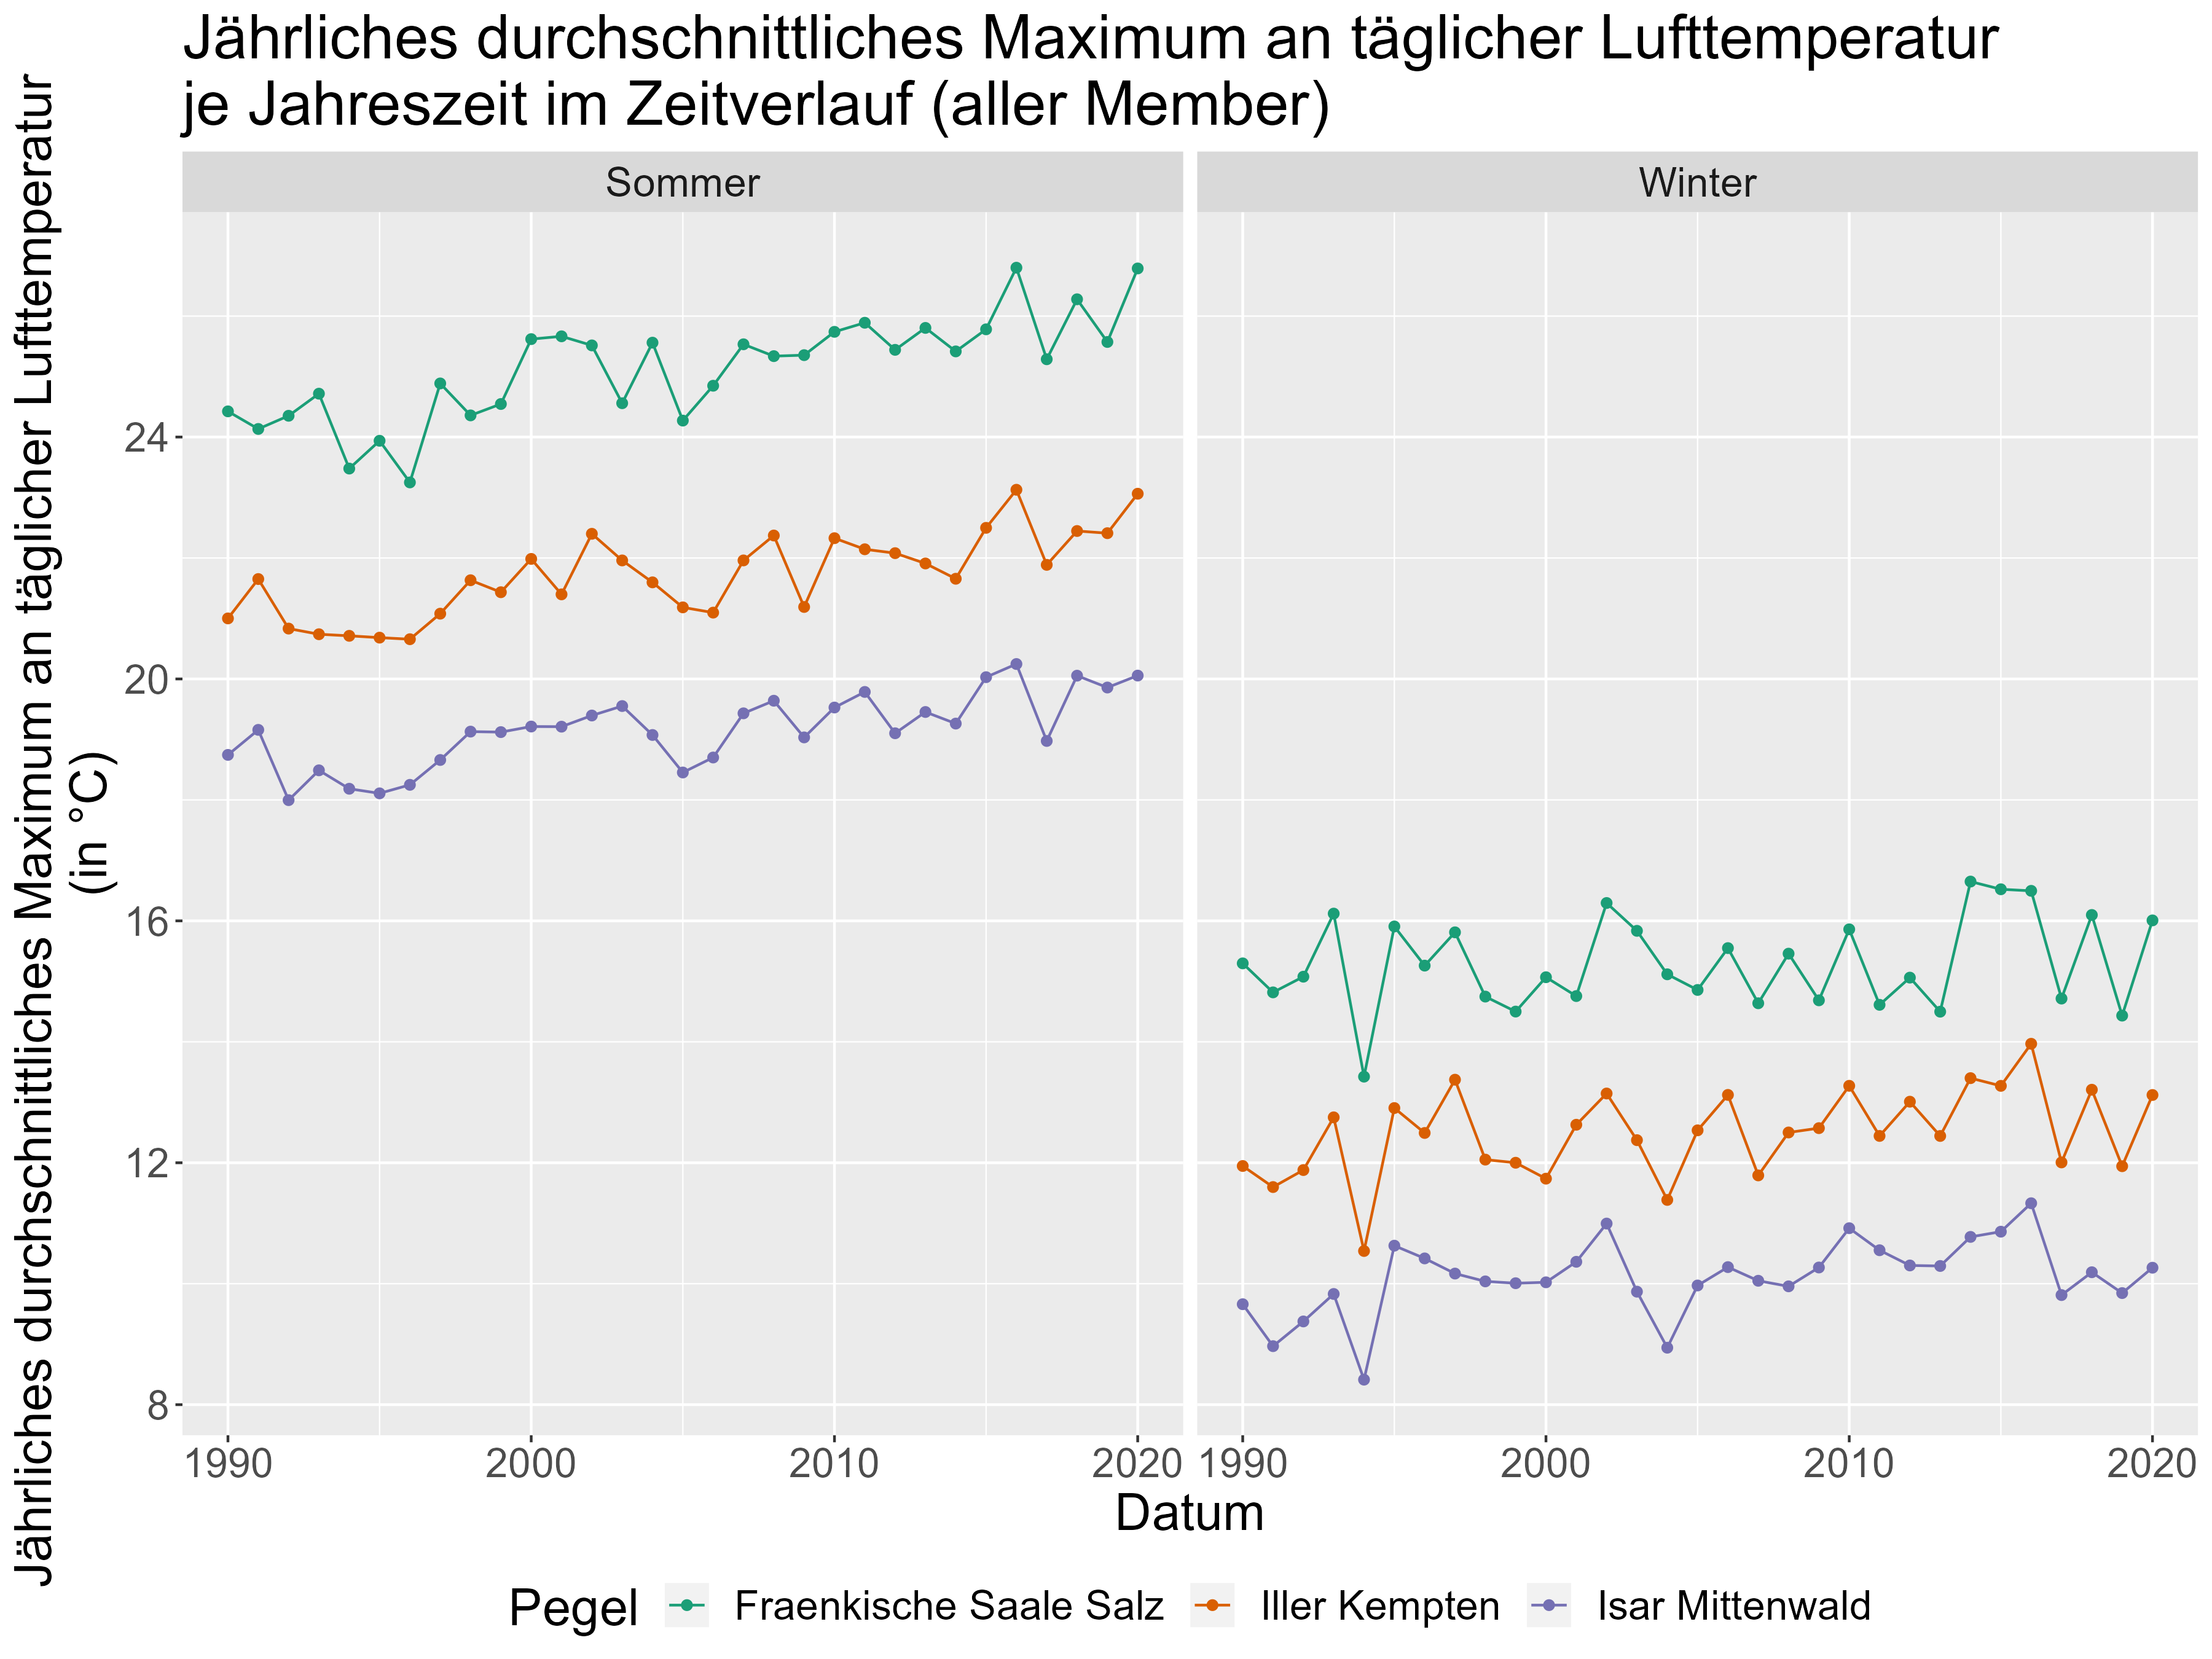 Jährliches durchschnittliches Maximum an täglicher Lufttemperatur
je Jahreszeit im Zeitverlauf (aller Member)
Jährliches durchschnittliches Maximum an täglicher Lufttemperatur
(in °C)
Sommer
Winter
24
20
16
12
8
1990
2000
2010
2020
1990
2000
2010
2020
Datum
Pegel
Fraenkische Saale Salz
Iller Kempten
Isar Mittenwald